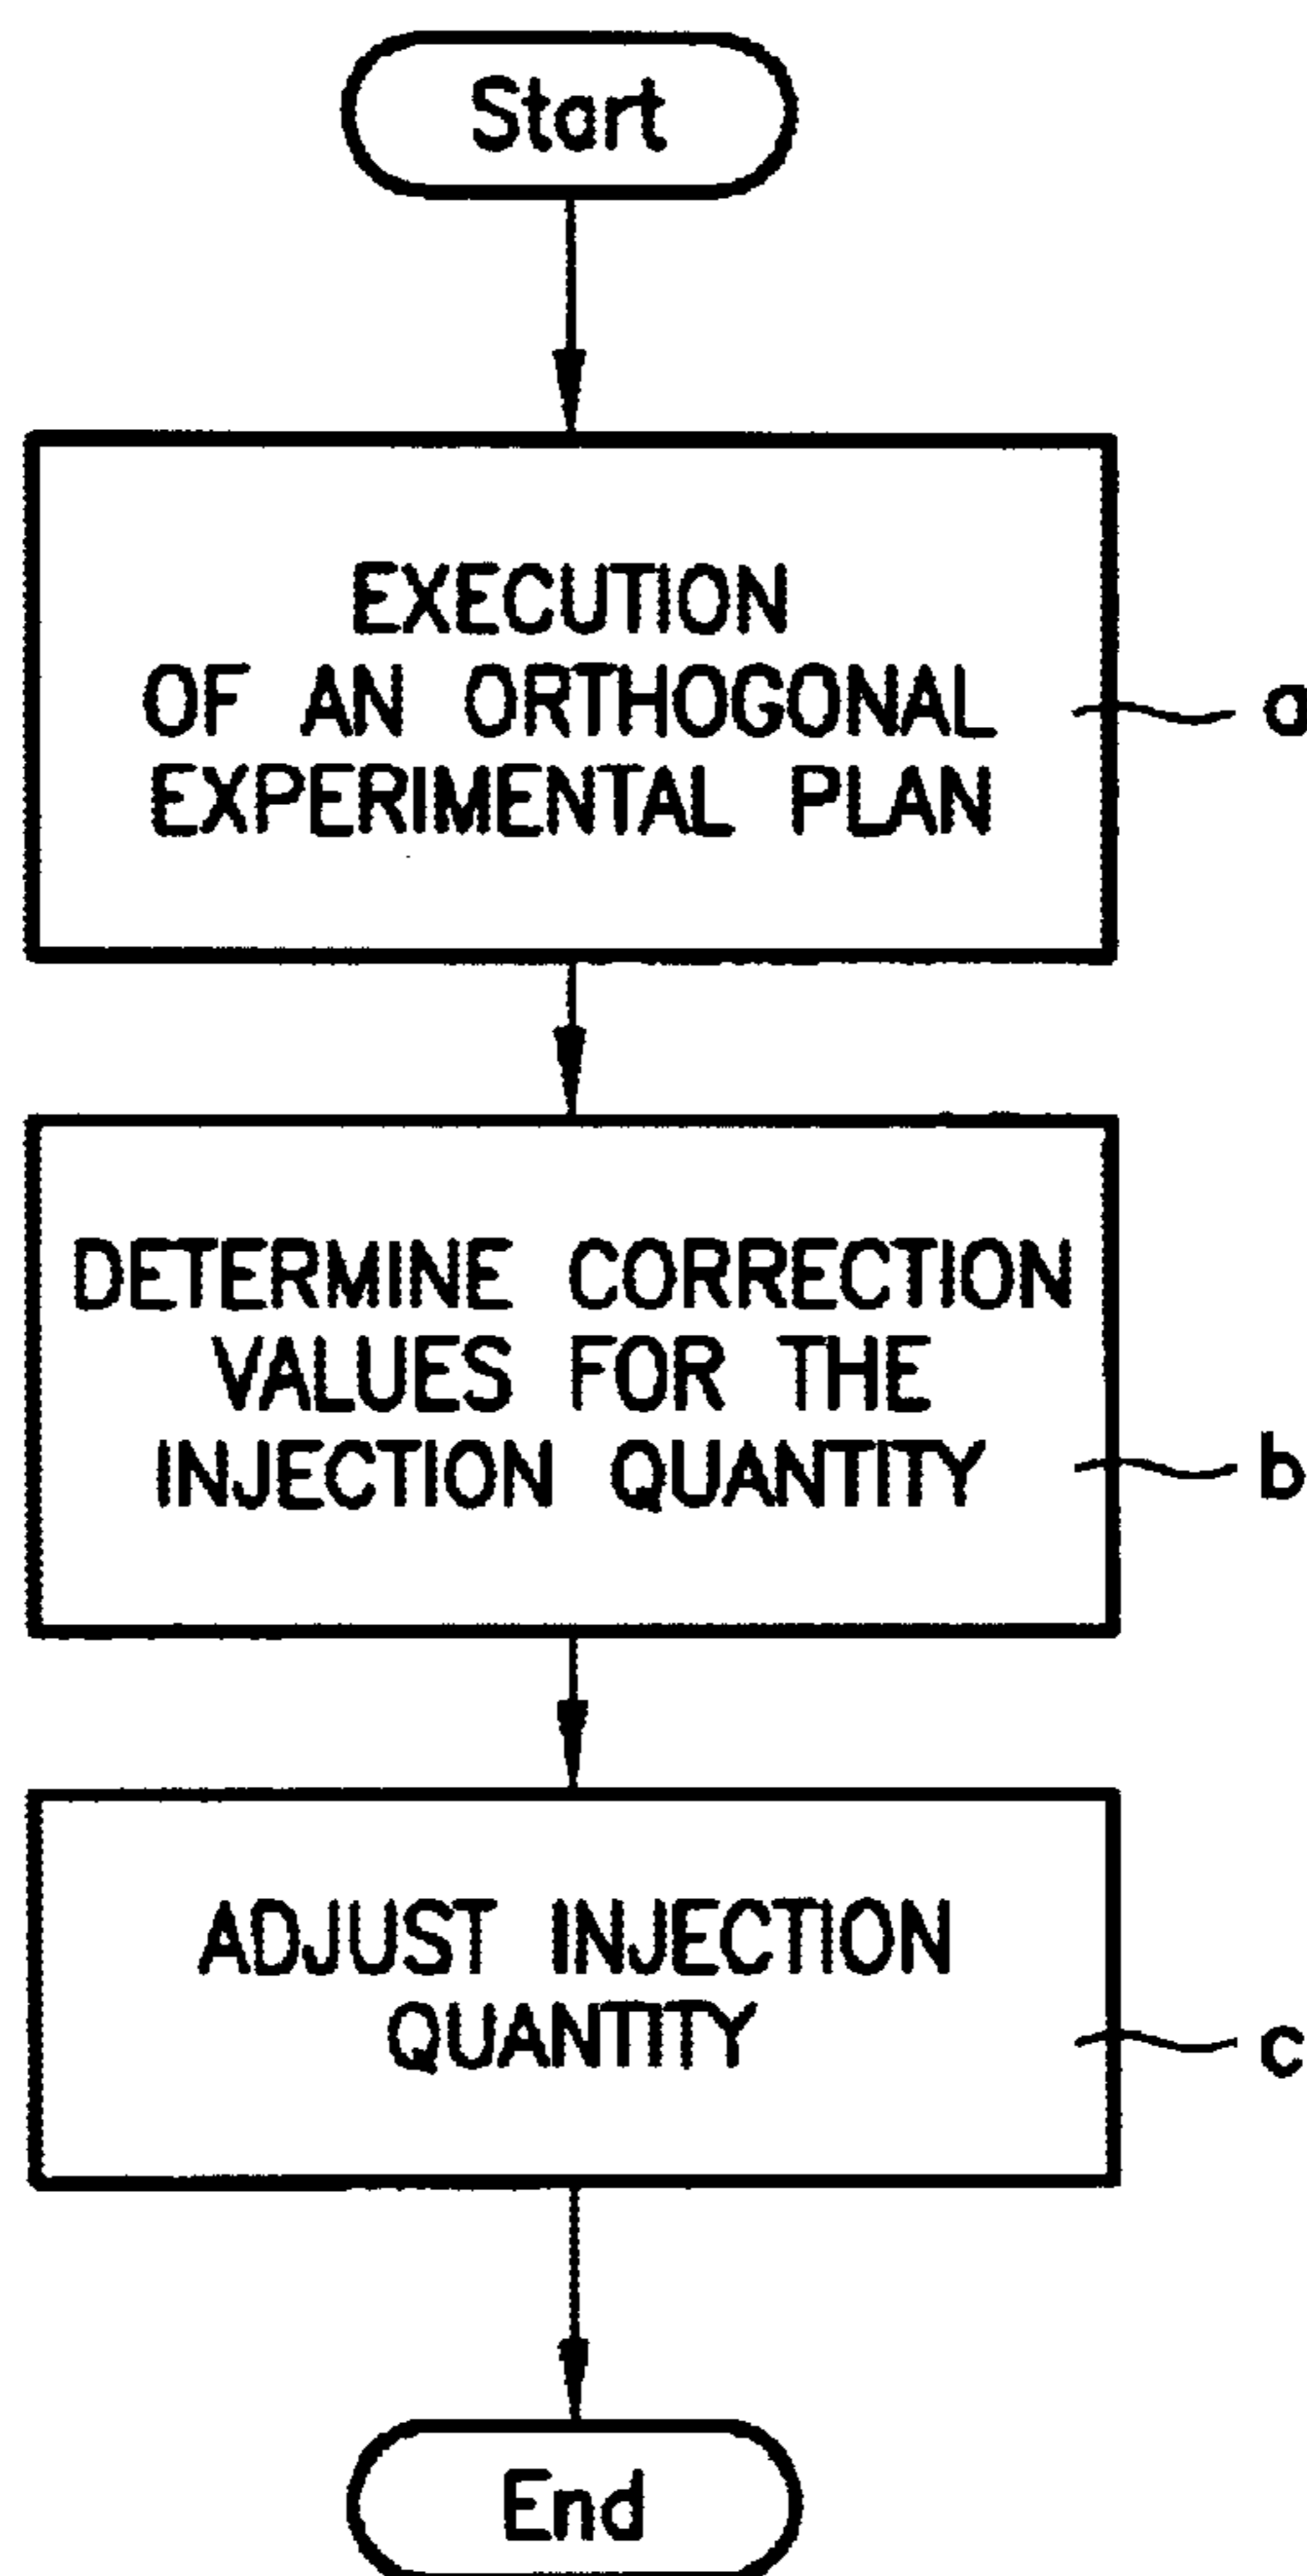 Start
EXECUTION
OF AN ORTHOGONAL
EXPERIMENTAL PLAN
a
DETERMINE CORRECTION
VALUES FOR THE
INJECTION QUANTITY
b
ADJUST INJECTION
QUANTITY
c
End